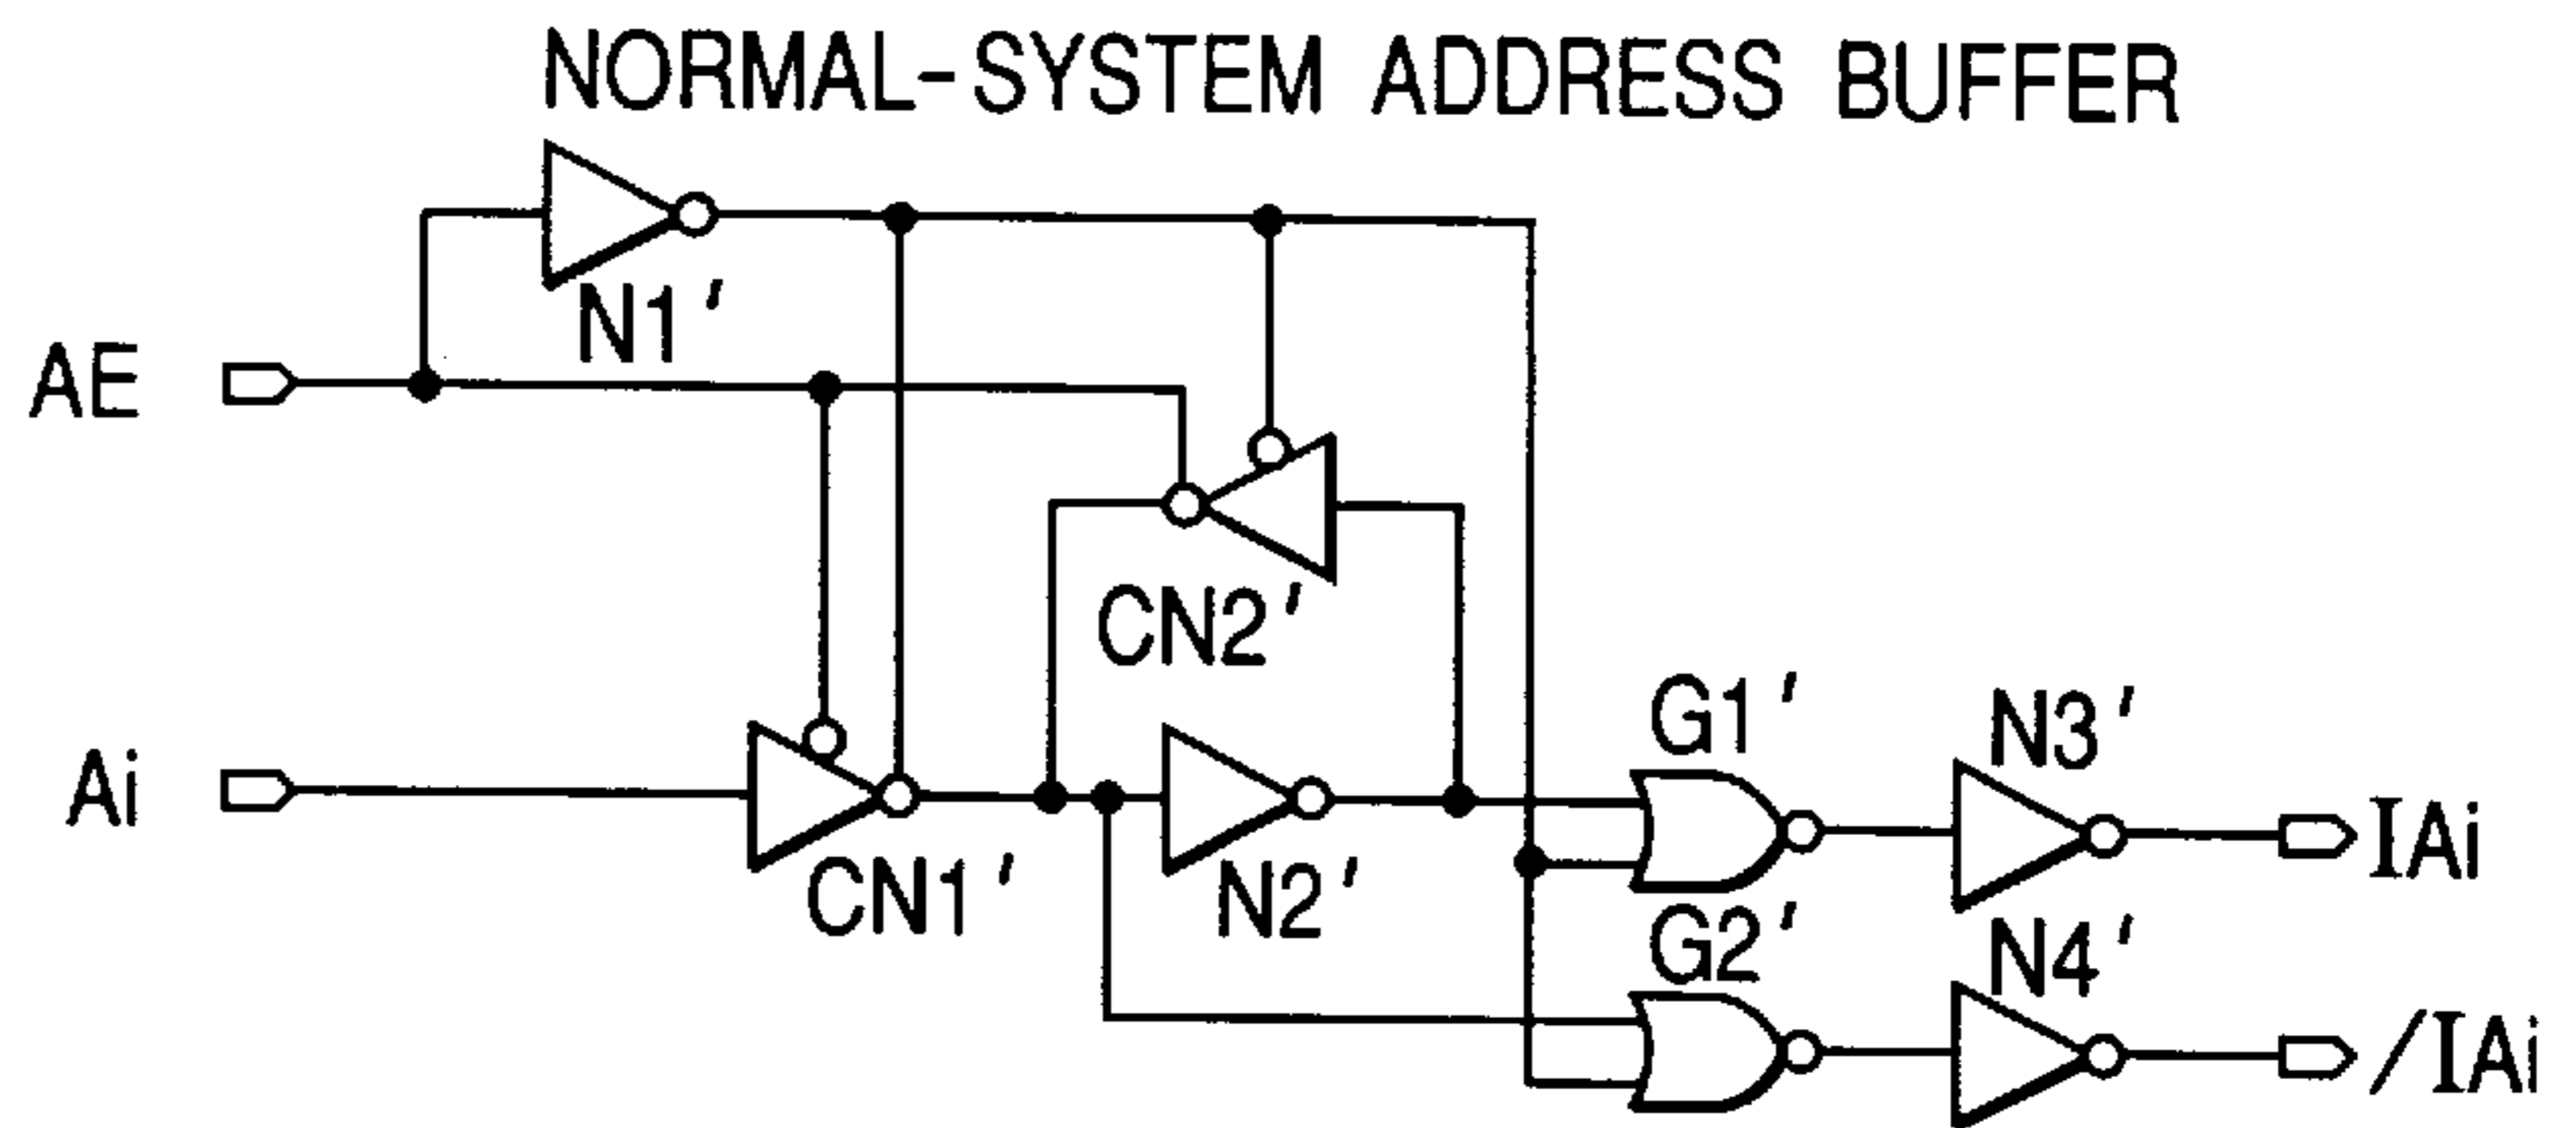 NORMAL-SYSTEM ADDRESS BUFFER
N1'
AE
CN2'
Ai
CN1'
N2'
G1'
N3'
IAi
G2'
N4'
/IAi